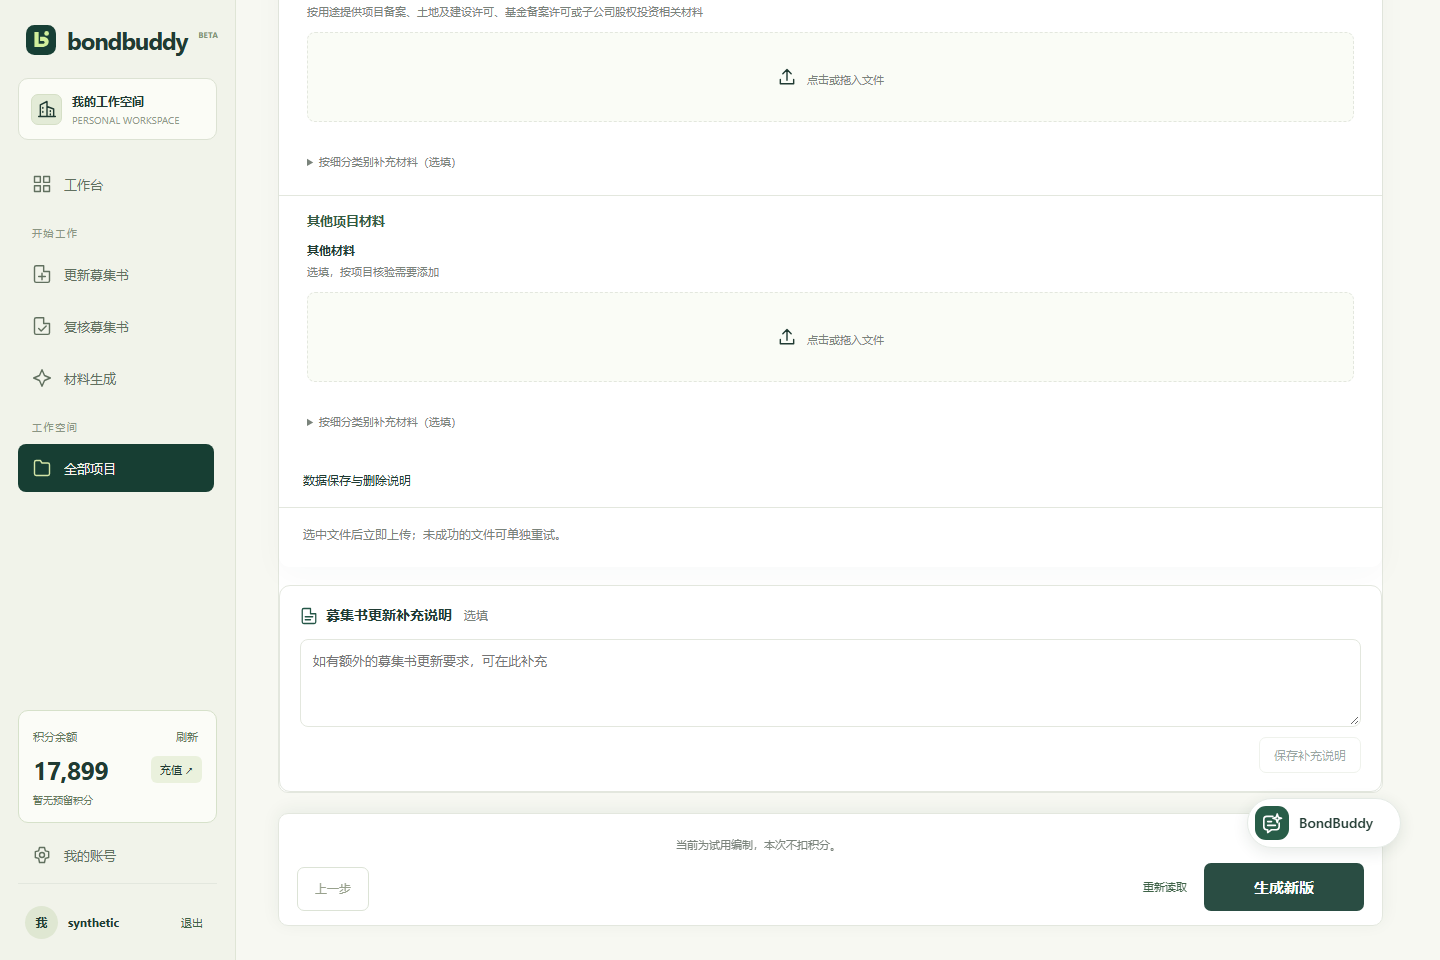 bondbuddy BETA
我的工作空间
PERSONAL WORKSPACE
工作台
开始工作
更新募集书
复核募集书
材料生成
工作空间
全部项目
积分余额 刷新
17,899 充值↗
暂无预留积分
我的账号
我 synthetic 退出
按用途提供项目备案、土地及建设许可、基金备案许可或子公司股权投资相关材料
点击或拖入文件
▶ 按细分类别补充材料（选填）
其他项目材料
其他材料
选填，按项目核验需要添加
点击或拖入文件
▶ 按细分类别补充材料（选填）
数据保存与删除说明
选中文件后立即上传；未成功的文件可单独重试。
募集书更新补充说明 选填
如有额外的募集书更新要求，可在此补充
保存补充说明
BondBuddy
当前为试用编制，本次不扣积分。
上一步 重新读取 生成新版